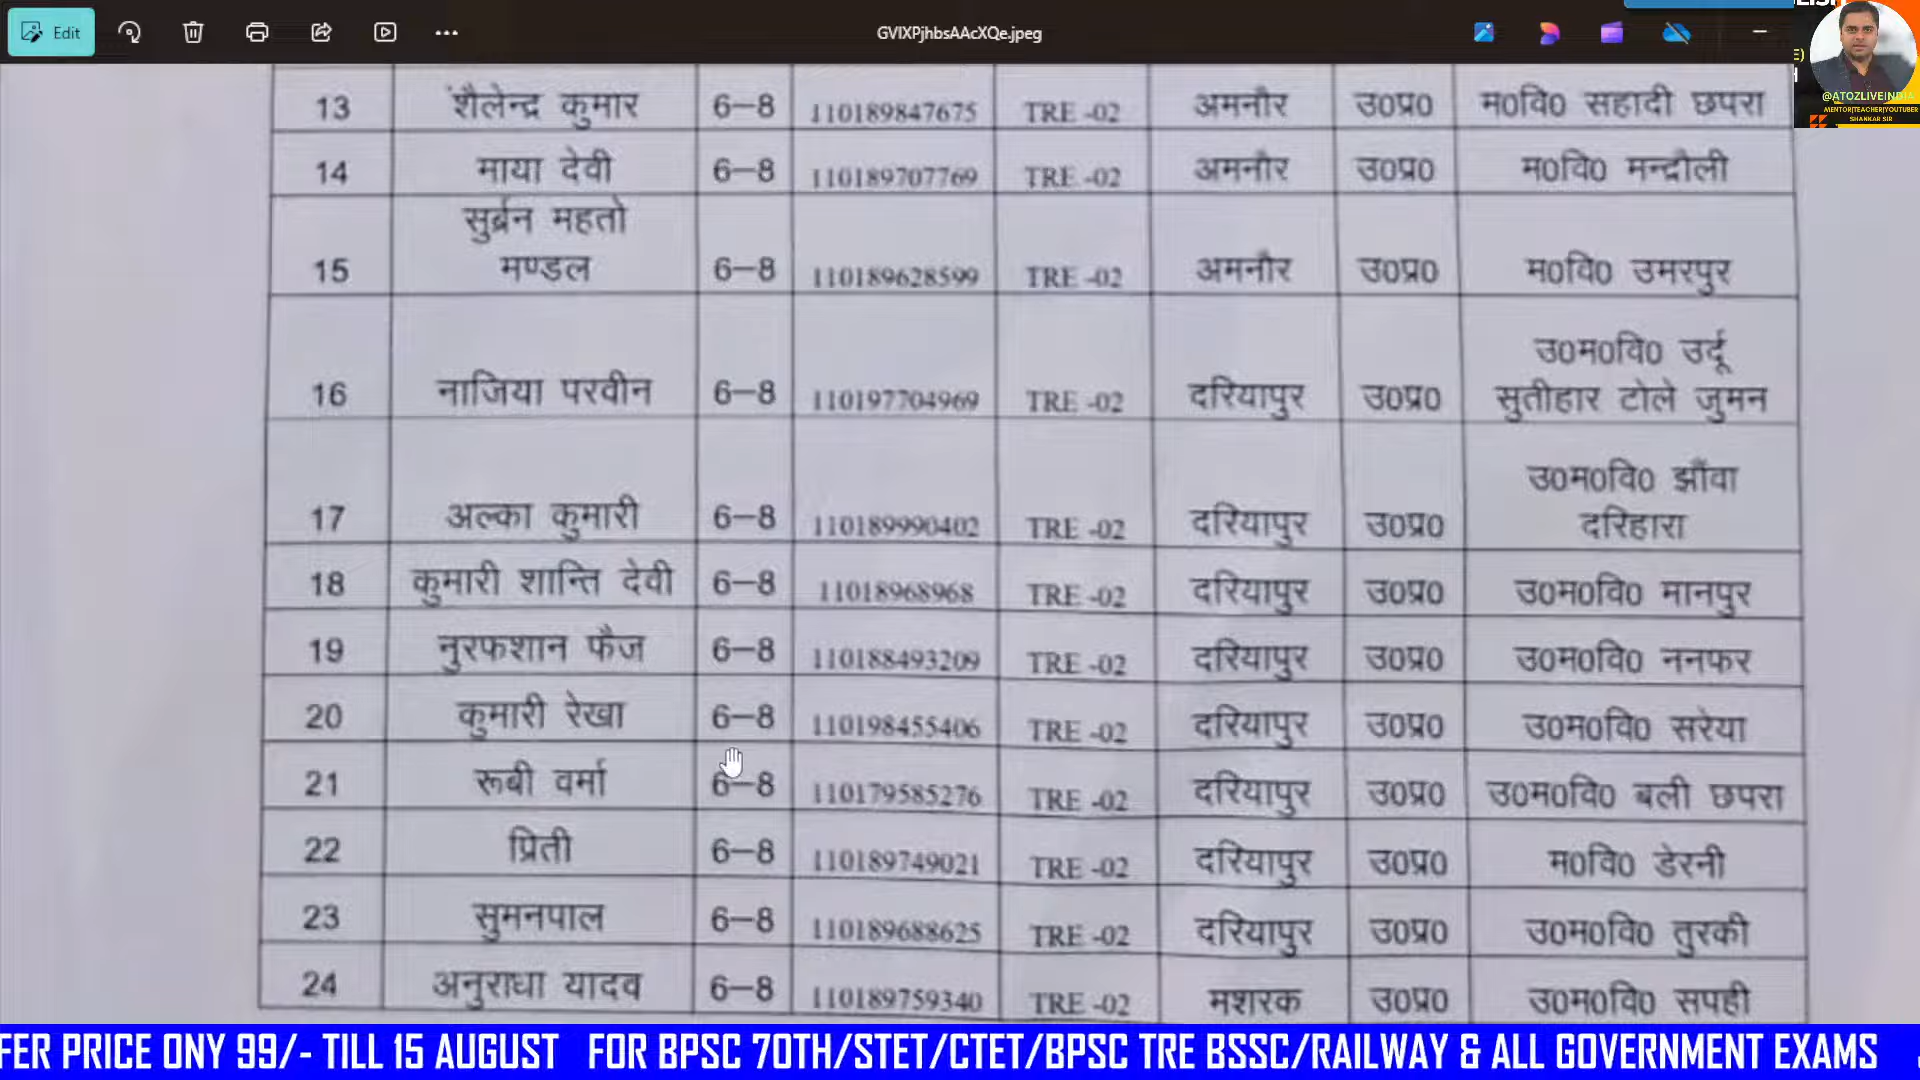 Edit
GVIXPjhbsAAcXQe.jpeg
@ATOZLIVEINDIA
MENTOR|TEACHER|YOUTUBER
SHANKAR SIR
13 शैलेन्द्र कुमार 6–8 110189847675 TRE -02 अमनौर उ0प्र0 म0वि0 सहादी छपरा
14 माया देवी 6–8 110189707769 TRE -02 अमनौर उ0प्र0 म0वि0 मन्द्रौली
सुर्ब्रन महतो
15 मण्डल 6–8 110189628599 TRE -02 अमनौर उ0प्र0 म0वि0 उमरपुर
उ0म0वि0 उर्दू
16 नाजिया परवीन 6–8 110197704969 TRE -02 दरियापुर उ0प्र0 सुतीहार टोले जुमन
उ0म0वि0 झौंवा
17 अल्का कुमारी 6–8 110189990402 TRE -02 दरियापुर उ0प्र0 दरिहारा
18 कुमारी शान्ति देवी 6–8 11018968968 TRE -02 दरियापुर उ0प्र0 उ0म0वि0 मानपुर
19 नुरफशान फैज 6–8 110188493209 TRE -02 दरियापुर उ0प्र0 उ0म0वि0 ननफर
20 कुमारी रेखा 6–8 110198455406 TRE -02 दरियापुर उ0प्र0 उ0म0वि0 सरेया
21 रूबी वर्मा 6–8 110179585276 TRE -02 दरियापुर उ0प्र0 उ0म0वि0 बली छपरा
22 प्रिती 6–8 110189749021 TRE -02 दरियापुर उ0प्र0 म0वि0 डेरनी
23 सुमनपाल 6–8 110189688625 TRE -02 दरियापुर उ0प्र0 उ0म0वि0 तुरकी
24 अनुराधा यादव 6–8 110189759340 TRE -02 मशरक उ0प्र0 उ0म0वि0 सपही
FER PRICE ONY 99/- TILL 15 AUGUST FOR BPSC 70TH/STET/CTET/BPSC TRE BSSC/RAILWAY & ALL GOVERNMENT EXAMS